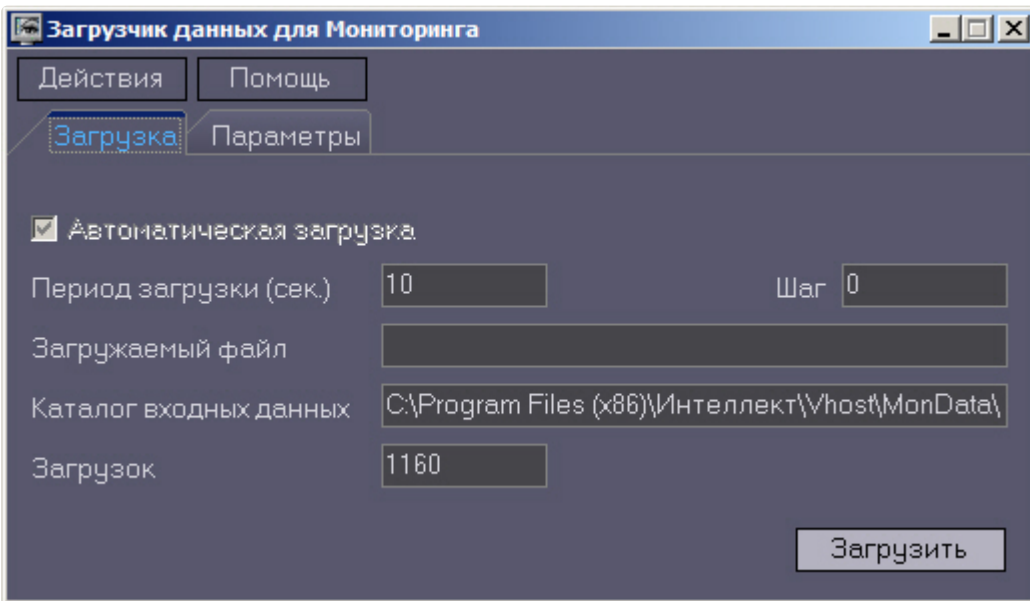 Загрузчик данных для Мониторинга
Действия Помощь
Загрузка Параметры
Автоматическая загрузка
Период загрузки (сек.) 10 Шаг 0
Загружаемый файл
Каталог входных данных C:\Program Files (x86)\Интеллект\Vhost\MonData\
Загрузок 1160
Загрузить